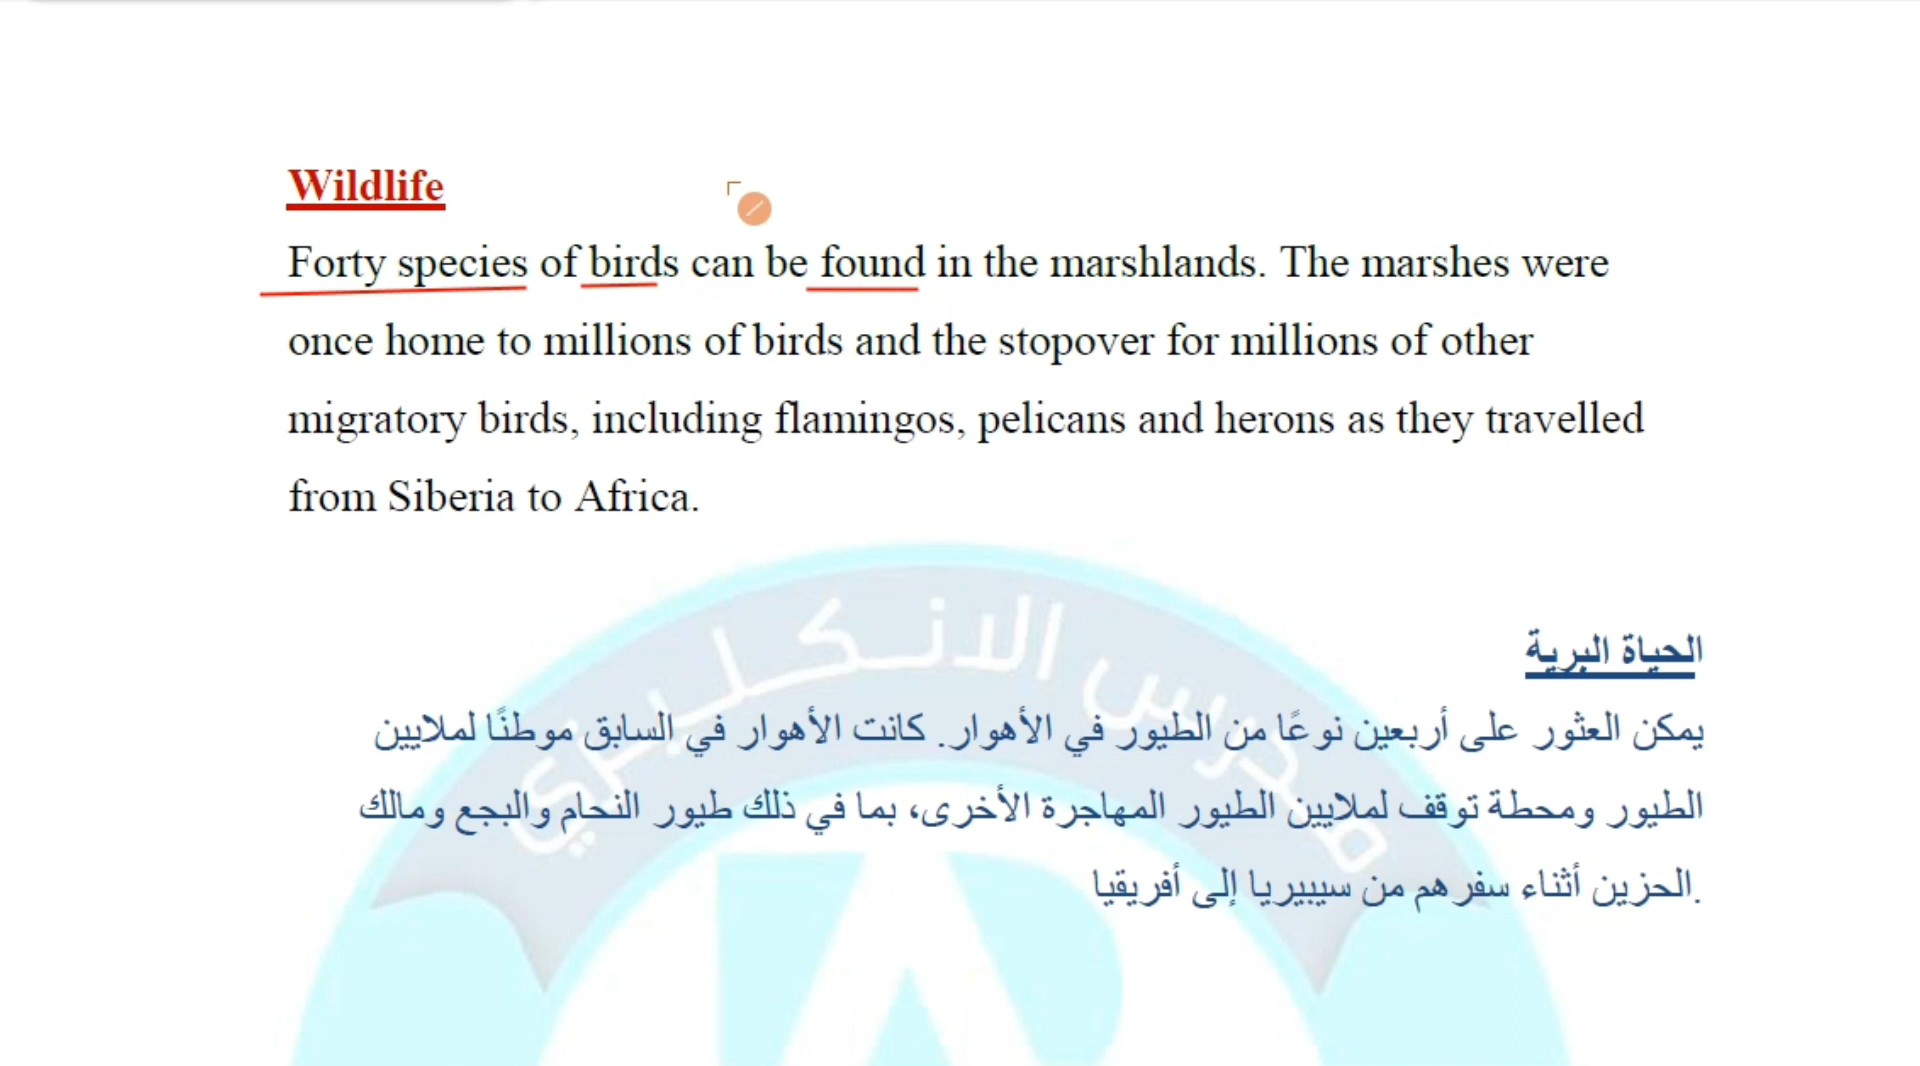 Wildlife
Forty species of birds can be found in the marshlands. The marshes were
once home to millions of birds and the stopover for millions of other
migratory birds, including flamingos, pelicans and herons as they travelled
from Siberia to Africa.
مدرس الانكليزي
الحياة البرية
يمكن العثور على أربعين نوعًا من الطيور في الأهوار. كانت الأهوار في السابق موطنًا لملايين
الطيور ومحطة توقف لملايين الطيور المهاجرة الأخرى، بما في ذلك طيور النحام والبجع ومالك
.الحزين أثناء سفرهم من سيبيريا إلى أفريقيا